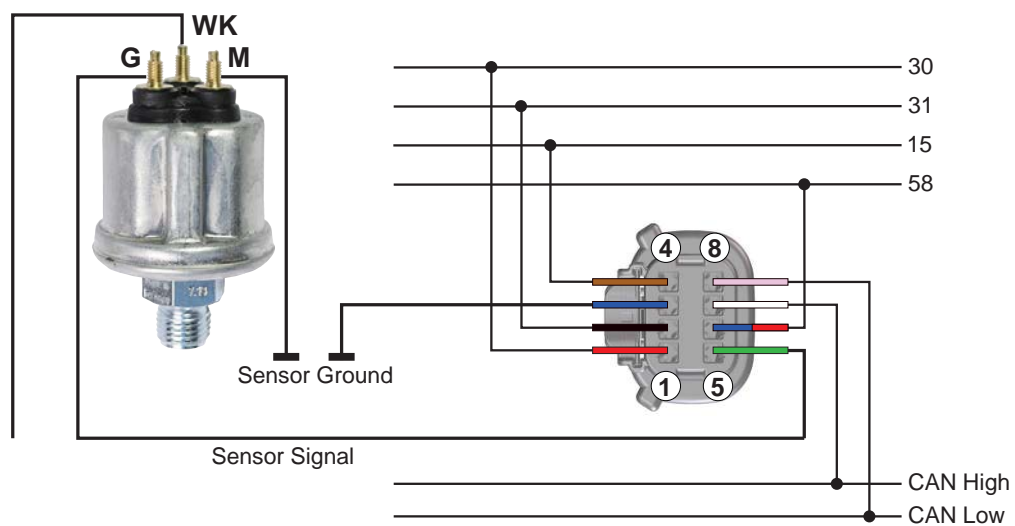 WK
G
M
30
31
15
58
4
8
1
5
Sensor Ground
Sensor Signal
CAN High
CAN Low